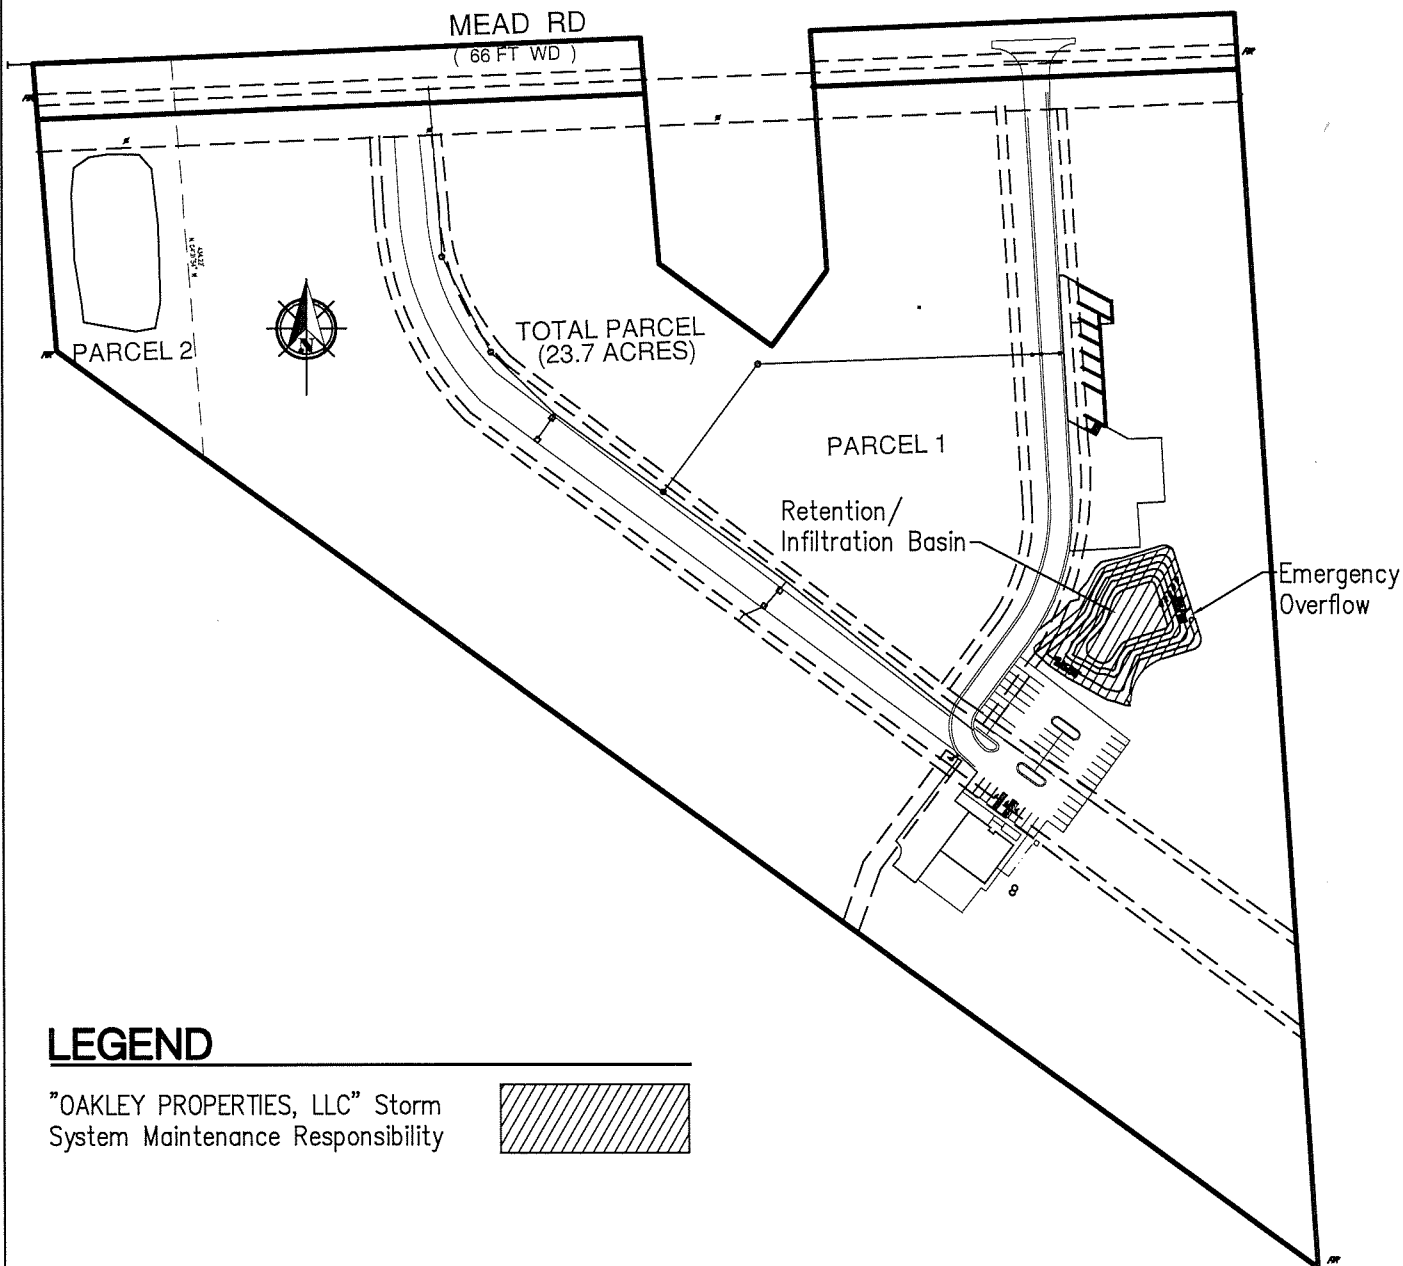 MEAD RD
( 66 FT WD )
PARCEL 2
N
TOTAL PARCEL
(23.7 ACRES)
PARCEL 1
Retention/
Infiltration Basin
Emergency
Overflow
8
LEGEND
"OAKLEY PROPERTIES, LLC" Storm
System Maintenance Responsibility